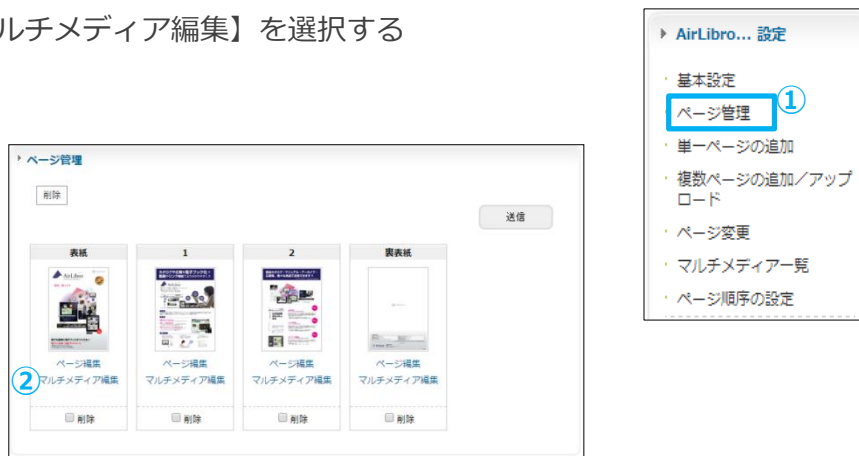 ルチメディア編集】を選択する
AirLibro... 設定
基本設定
ページ管理
①
単一ページの追加
複数ページの追加／アップ
ロード
ページ変更
マルチメディア一覧
ページ順序の設定
ページ管理
削除
送信
表紙 1 2 裏表紙
AirLibro
ページ編集 ページ編集 ページ編集 ページ編集
②
マルチメディア編集 マルチメディア編集 マルチメディア編集 マルチメディア編集
削除 削除 削除 削除